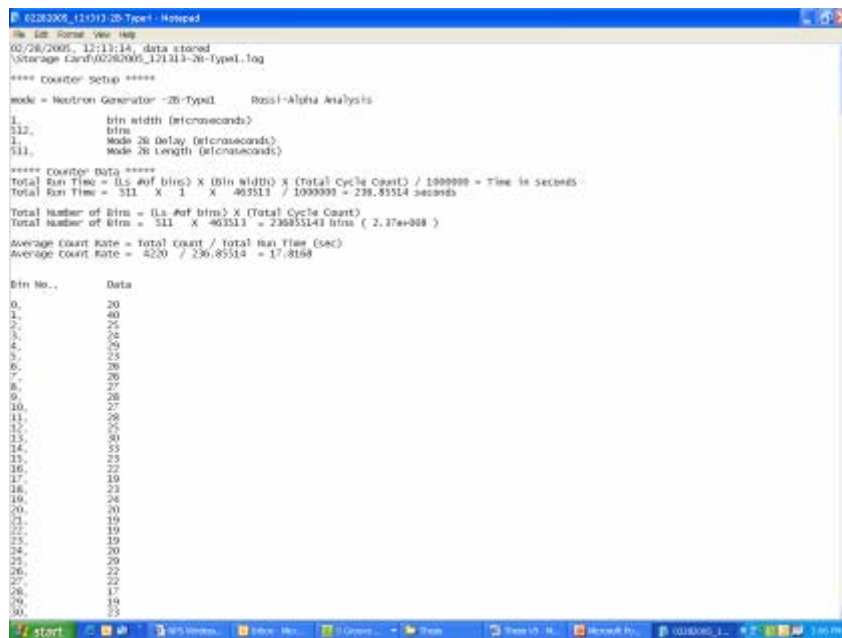 02282005_121313-2B-Type1 - Notepad
File Edit Format View Help
02/28/2005, 12:13:14, data stored
\Storage Card\02282005_121313-2B-Type1.log
**** Counter Setup *****
mode = Neutron Generator -2B-Type1 Rossi-Alpha Analysis
1, bin width (microseconds)
512, bins
1, Mode 2B Delay (microseconds)
511, Mode 2B Length (microseconds)
***** Counter Data *****
Total Run Time = (Ls #of bins) X (Bin Width) X (Total Cycle Count) / 1000000 = Time in seconds
Total Run Time = 511 X 1 X 463513 / 1000000 = 236.85514 seconds
Total Number of Bins = (Ls #of bins) X (Total Cycle Count)
Total Number of Bins = 511 X 463513 = 236855143 bins ( 2.37e+008 )
Average Count Rate = Total Count / Total Run Time (sec)
Average Count Rate = 4220 / 236.85514 = 17.8168
Bin No., Data
0, 20
1, 40
2, 25
3, 24
4, 29
5, 23
6, 26
7, 26
8, 27
9, 28
10, 27
11, 28
12, 25
13, 30
14, 33
15, 23
16, 22
17, 19
18, 23
19, 24
20, 20
21, 19
22, 19
23, 19
24, 20
25, 29
26, 22
27, 22
28, 17
29, 19
30, 23
start Inbox Thesis 02282005_1... 3:06 PM